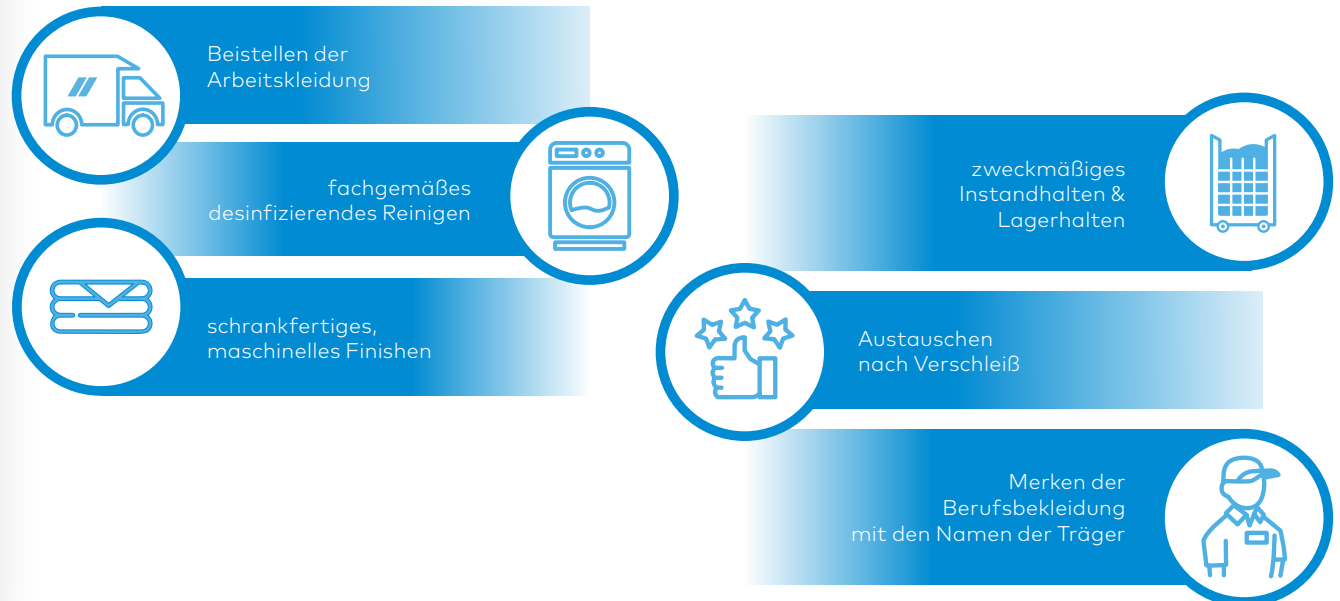 Beistellen der
Arbeitskleidung
fachgemäßes
desinfizierendes Reinigen
schrankfertiges,
maschinelles Finishen
zweckmäßiges
Instandhalten &
Lagerhalten
Austauschen
nach Verschleiß
Merken der
Berufsbekleidung
mit den Namen der Träger